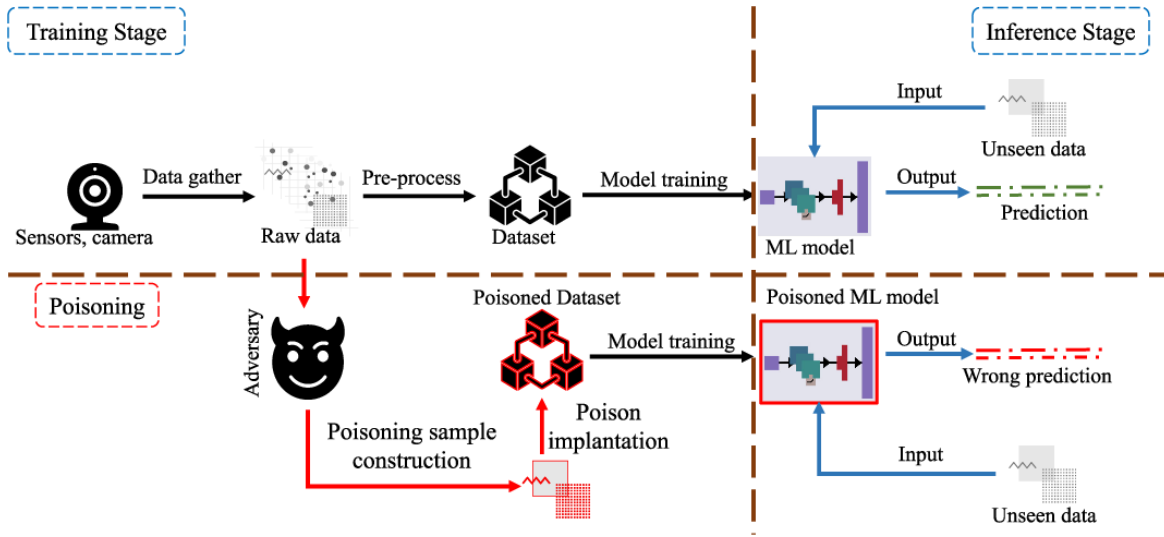 Training Stage
Inference Stage
Input
Unseen data
Data gather
Pre-process
Model training
Output
Sensors, camera
Raw data
Dataset
ML model
Prediction
Poisoning
Adversary
Poisoned Dataset
Poisoned ML model
Model training
Output
Wrong prediction
Poisoning sample
construction
Poison
implantation
Input
Unseen data